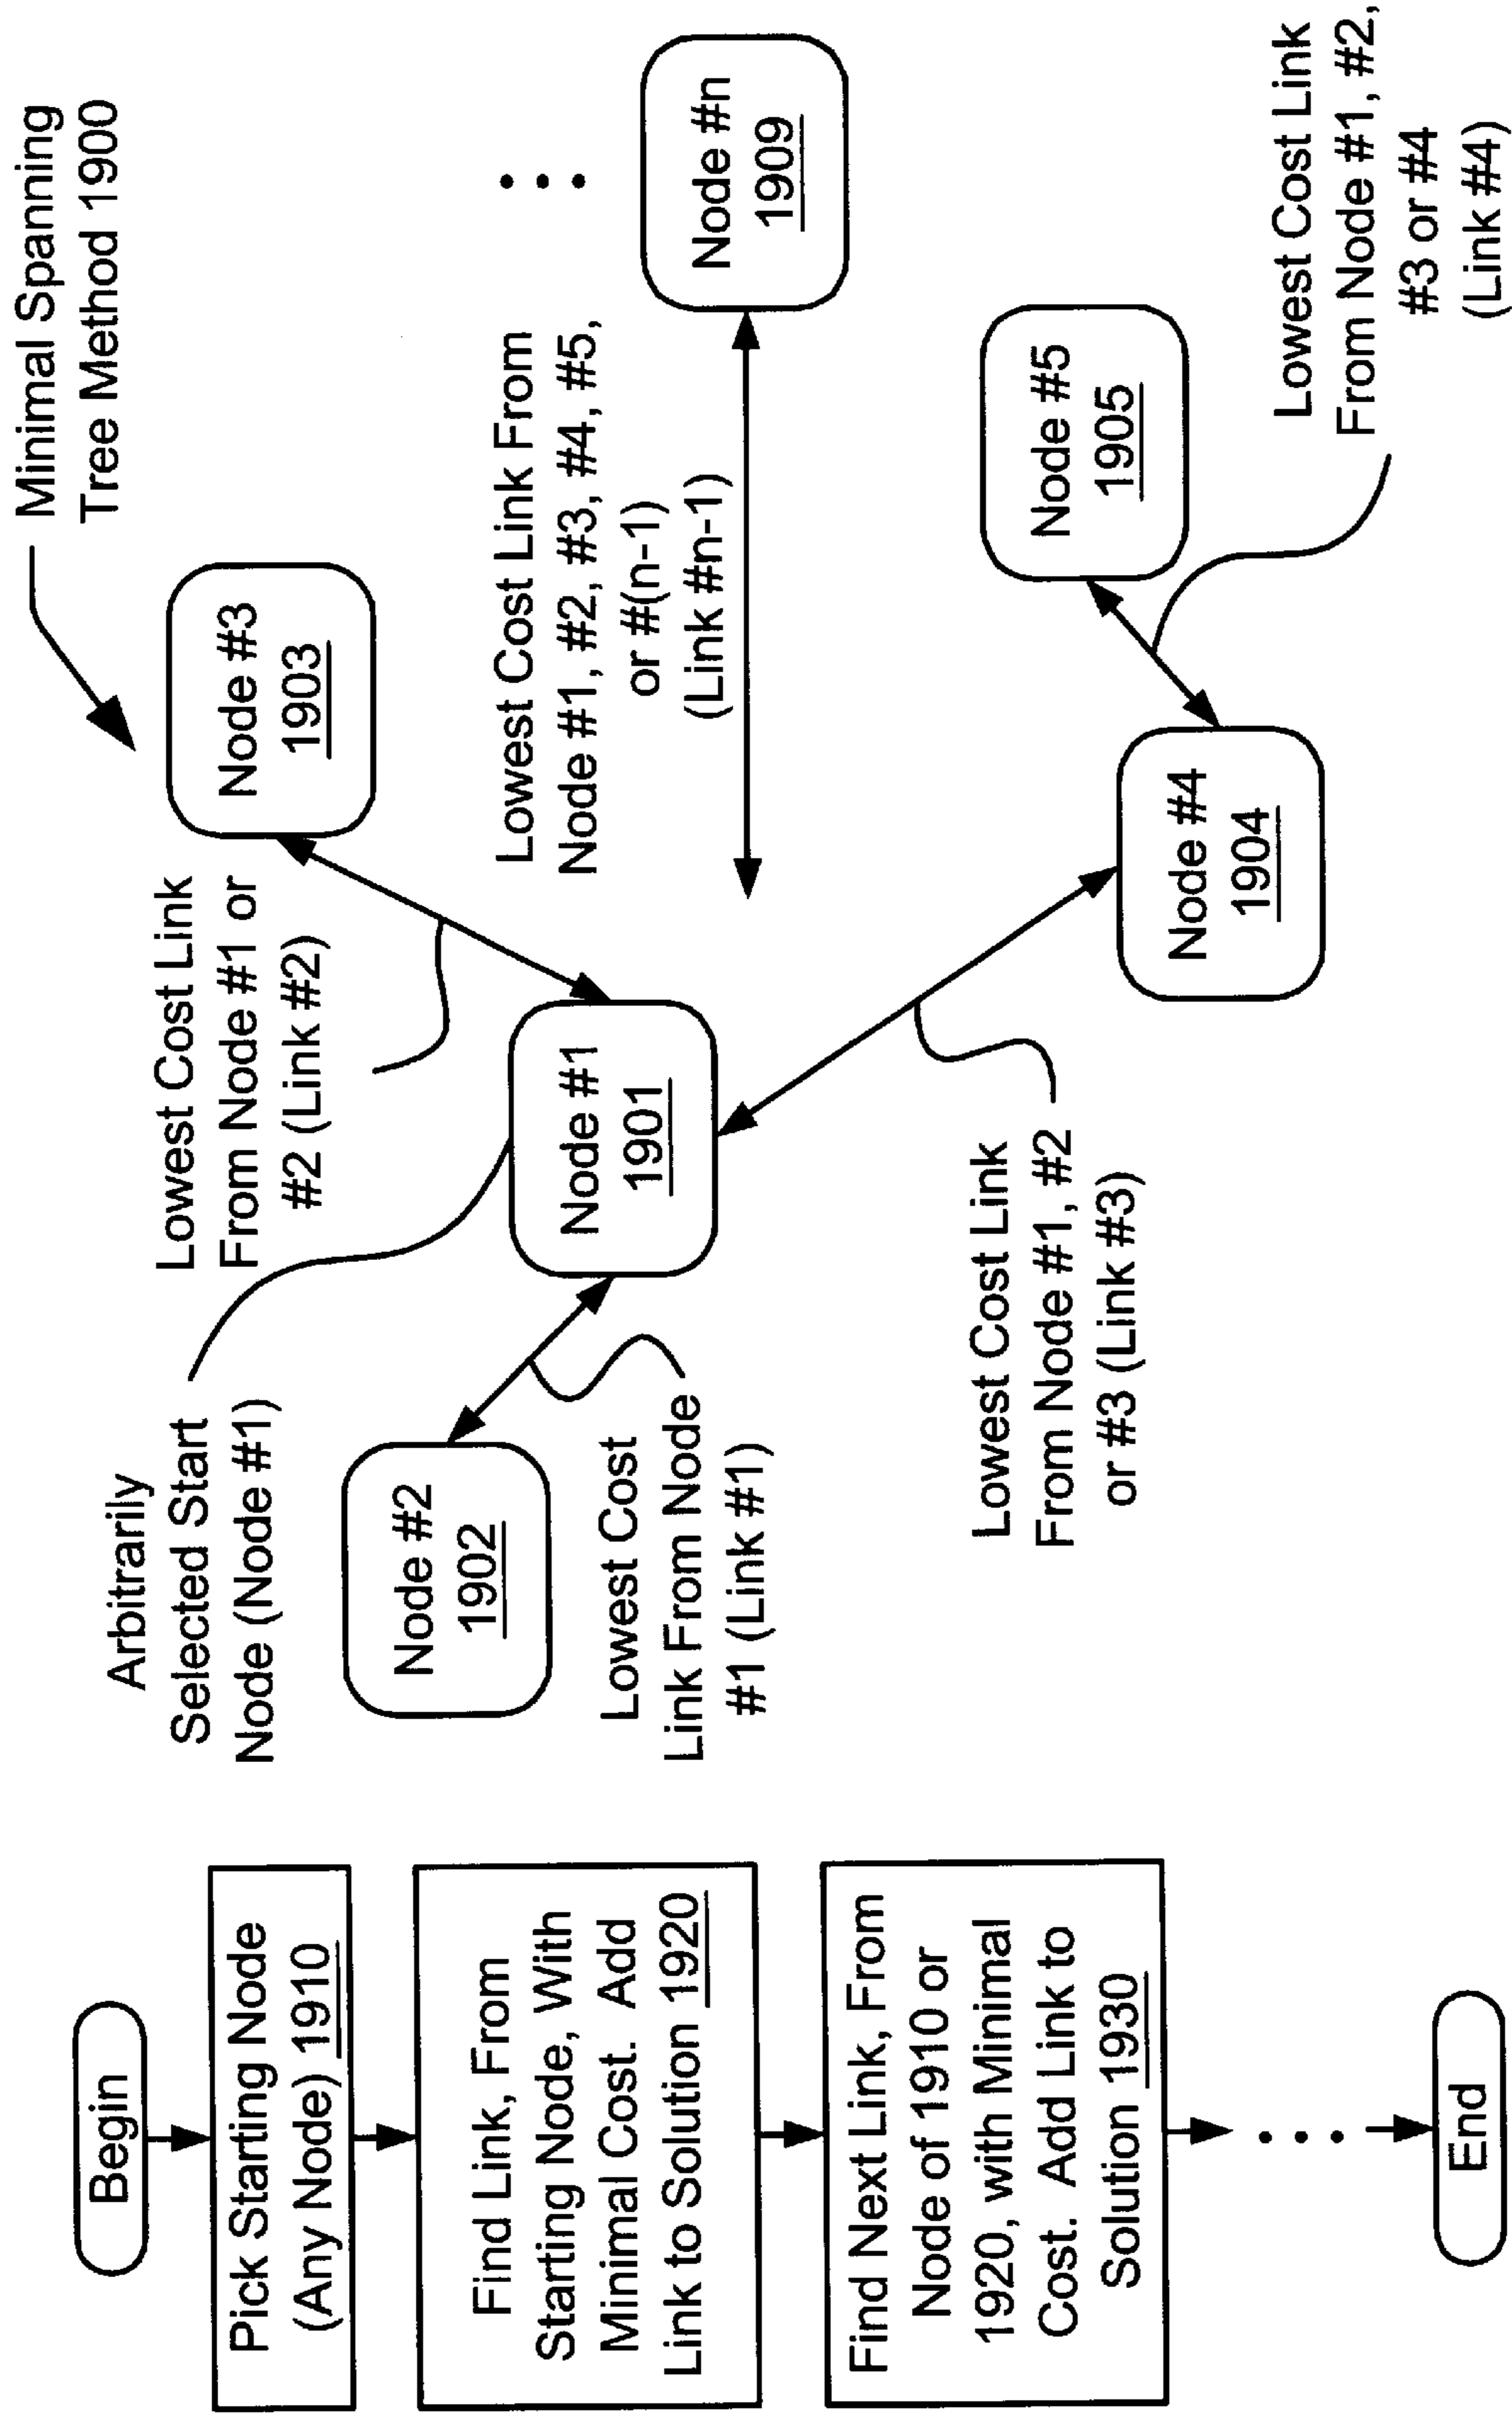 Minimal Spanning
Tree Method 1900
Begin
Pick Starting Node
(Any Node) 1910
Find Link, From
Starting Node, With
Minimal Cost. Add
Link to Solution 1920
Find Next Link, From
Node of 1910 or
1920, with Minimal
Cost. Add Link to
Solution 1930
End
Arbitrarily
Selected Start
Node (Node #1)
Lowest Cost Link
From Node #1 or
#2 (Link #2)
Node #3
1903
Node #2
1902
Node #1
1901
Lowest Cost Link From
Node #1, #2, #3, #4, #5,
or #(n-1)
(Link #n-1)
Node #n
1909
Lowest Cost
Link From Node
#1 (Link #1)
Lowest Cost Link
From Node #1, #2
or #3 (Link #3)
Node #4
1904
Node #5
1905
Lowest Cost Link
From Node #1, #2,
#3 or #4
(Link #4)